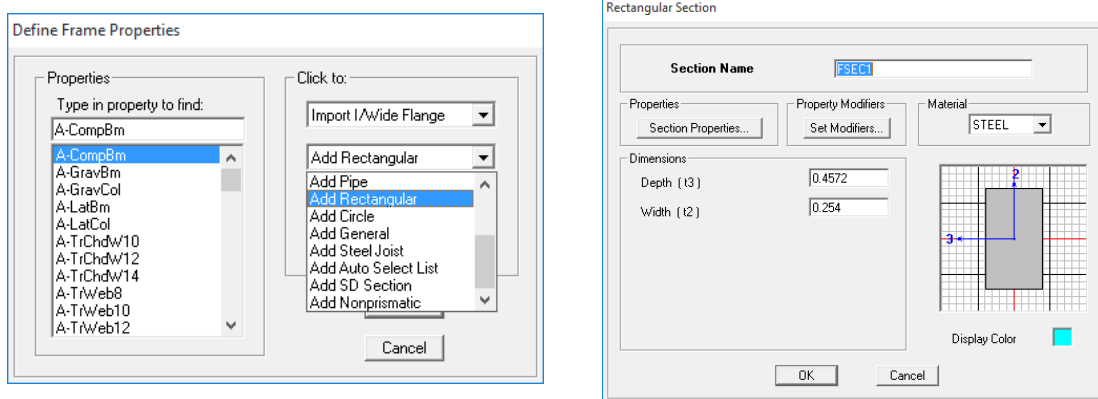 Define Frame Properties
Properties
Type in property to find:
A-CompBm
A-CompBm
A-GravBm
A-GravCol
A-LatBm
A-LatCol
A-TrChdW10
A-TrChdW12
A-TrChdW14
A-TrWeb8
A-TrWeb10
A-TrWeb12
Click to:
Import I/Wide Flange
Add Rectangular
Add Pipe
Add Rectangular
Add Circle
Add General
Add Steel Joist
Add Auto Select List
Add SD Section
Add Nonprismatic
Cancel
Rectangular Section
Section Name FSEC1
Properties
Section Properties...
Property Modifiers
Set Modifiers...
Material
STEEL
Dimensions
Depth ( t3 ) 0.4572
Width ( t2 ) 0.254
2
3
Display Color
OK Cancel